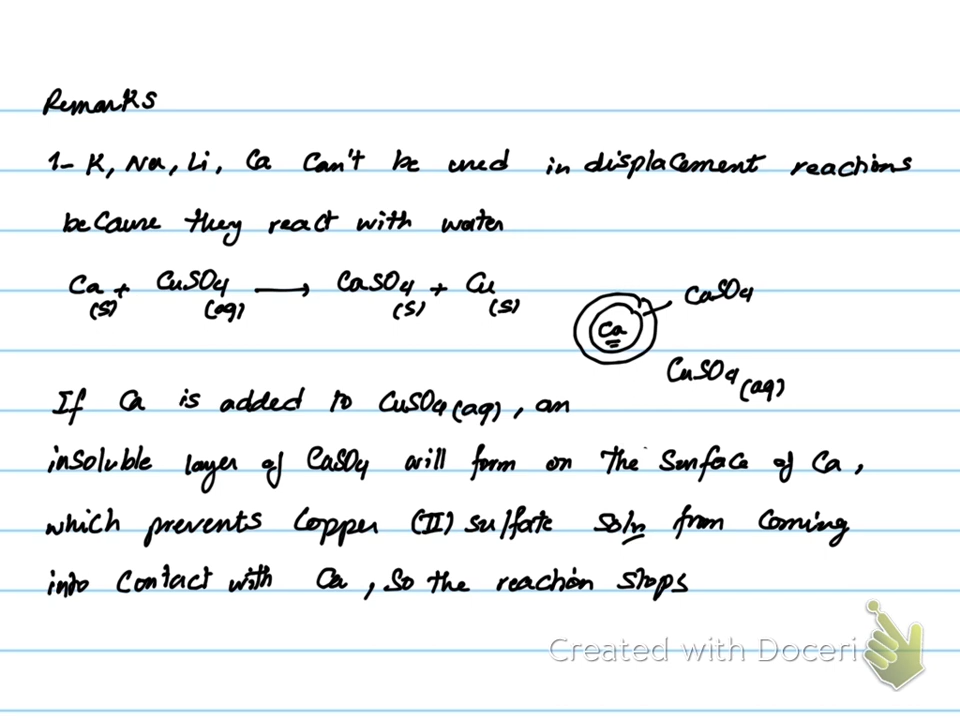 Remarks
1- K, Na, Li, Ca can't be used in displacement reactions
because they react with water
Ca(s) + CuSO4(aq) ⟶ CaSO4(s) + Cu(s)
Ca
CaSO4
CuSO4(aq)
If Ca is added to CuSO4(aq), an
insoluble layer of CaSO4 will form on the surface of Ca,
which prevents Copper (II) sulfate soln from coming
into contact with Ca, so the reaction stops
Created with Doceri